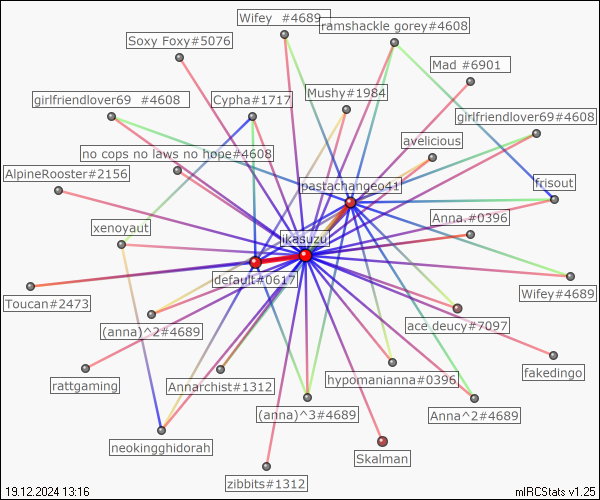 Wifey  #4689
ramshackle gorey#4608
Soxy Foxy#5076
Mad #6901
Mushy#1984
girlfriendlover69  #4608
Cypha#1717
girlfriendlover69#4608
avelicious
no cops no laws no hope#4608
AlpineRooster#2156
pastachangeo41
frisout
Anna.#0396
xenoyaut
ikasuzu
default#0617
Wifey#4689
Toucan#2473
(anna)^2#4689
ace deucy#7097
fakedingo
rattgaming
Annarchist#1312
hypomanianna#0396
(anna)^3#4689
Anna^2#4689
neokingghidorah
Skalman
zibbits#1312
19.12.2024 13:16
mIRCStats v1.25